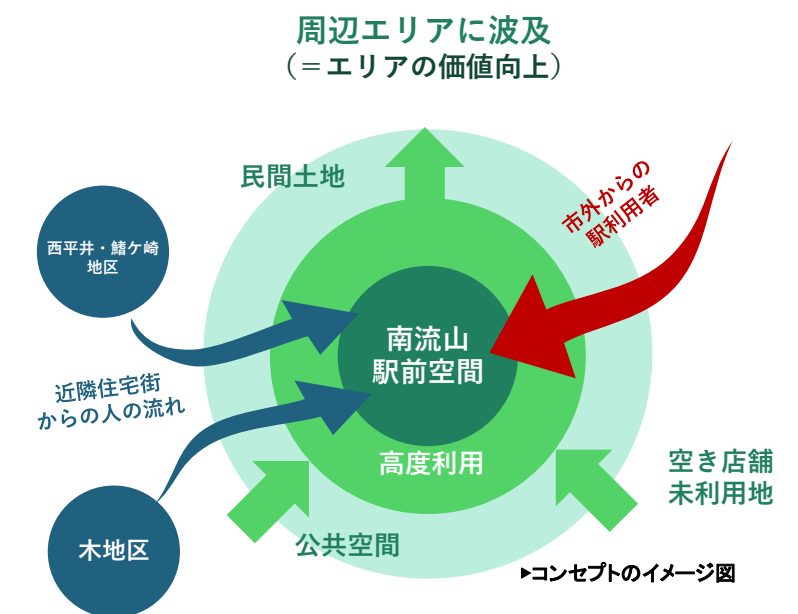 周辺エリアに波及
（＝エリアの価値向上）
民間土地
市外からの
駅利用者
西平井・鰭ケ崎
地区
南流山
駅前空間
近隣住宅街
からの人の流れ
高度利用
空き店舗
未利用地
木地区
公共空間
▶コンセプトのイメージ図